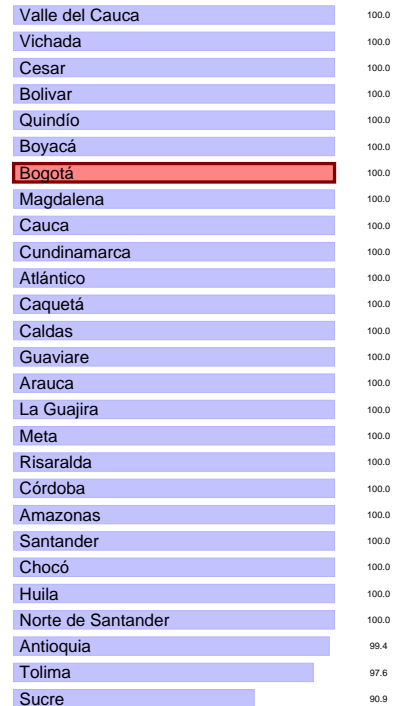 Valle del Cauca 100.0
Vichada 100.0
Cesar 100.0
Bolivar 100.0
Quindío 100.0
Boyacá 100.0
Bogotá 100.0
Magdalena 100.0
Cauca 100.0
Cundinamarca 100.0
Atlántico 100.0
Caquetá 100.0
Caldas 100.0
Guaviare 100.0
Arauca 100.0
La Guajira 100.0
Meta 100.0
Risaralda 100.0
Córdoba 100.0
Amazonas 100.0
Santander 100.0
Chocó 100.0
Huila 100.0
Norte de Santander 100.0
Antioquia 99.4
Tolima 97.6
Sucre 90.9